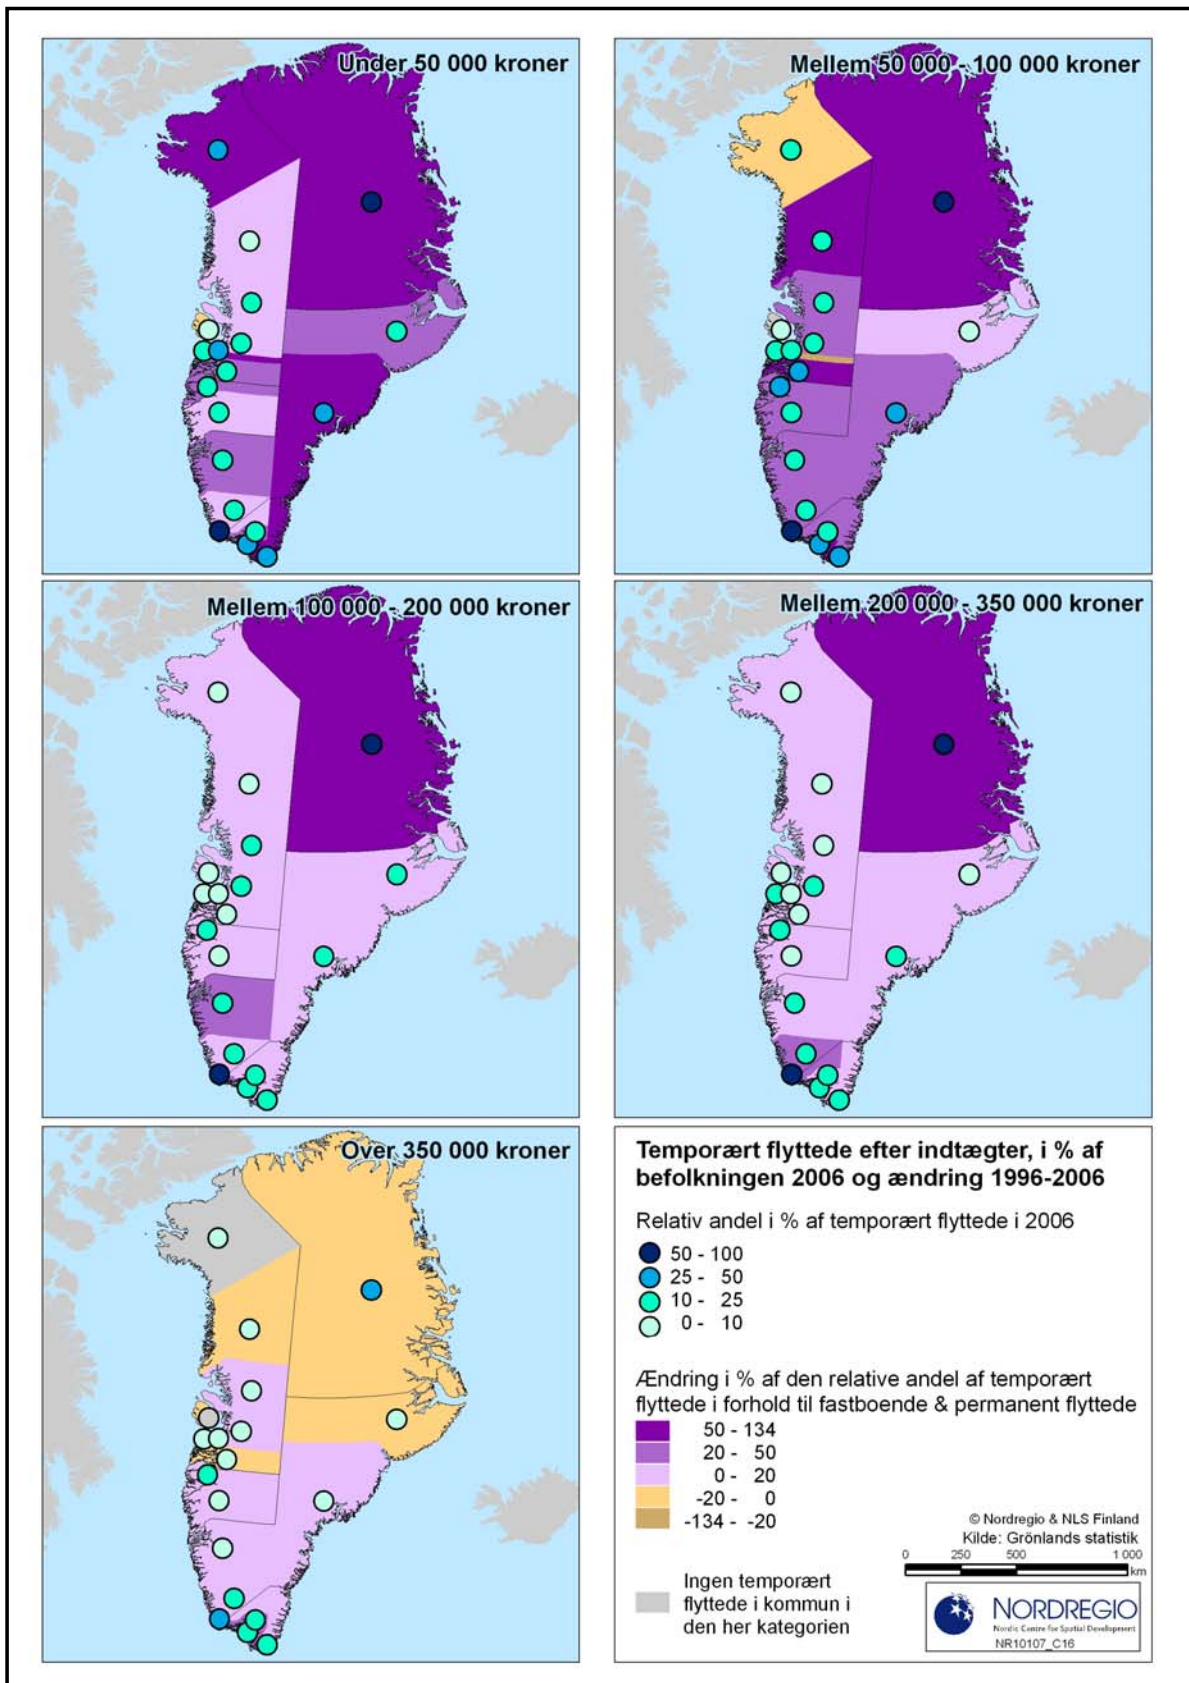 Under 50 000 kroner
Mellem 50 000 - 100 000 kroner
Mellem 100 000 - 200 000 kroner
Mellem 200 000 - 350 000 kroner
Over 350 000 kroner
Temporært flyttede efter indtægter, i % af
befolkningen 2006 og ændring 1996-2006
Relativ andel i % af temporært flyttede i 2006
50 - 100
25 - 50
10 - 25
0 - 10
Ændring i % af den relative andel af temporært
flyttede i forhold til fastboende & permanent flyttede
50 - 134
20 - 50
0 - 20
-20 - 0
-134 - -20
Ingen temporært
flyttede i kommun i
den her kategorien
© Nordregio & NLS Finland
Kilde: Grönlands statistik
0 250 500 1 000
km
NORDREGIO
Nordic Centre for Spatial Development
NR10107_C16